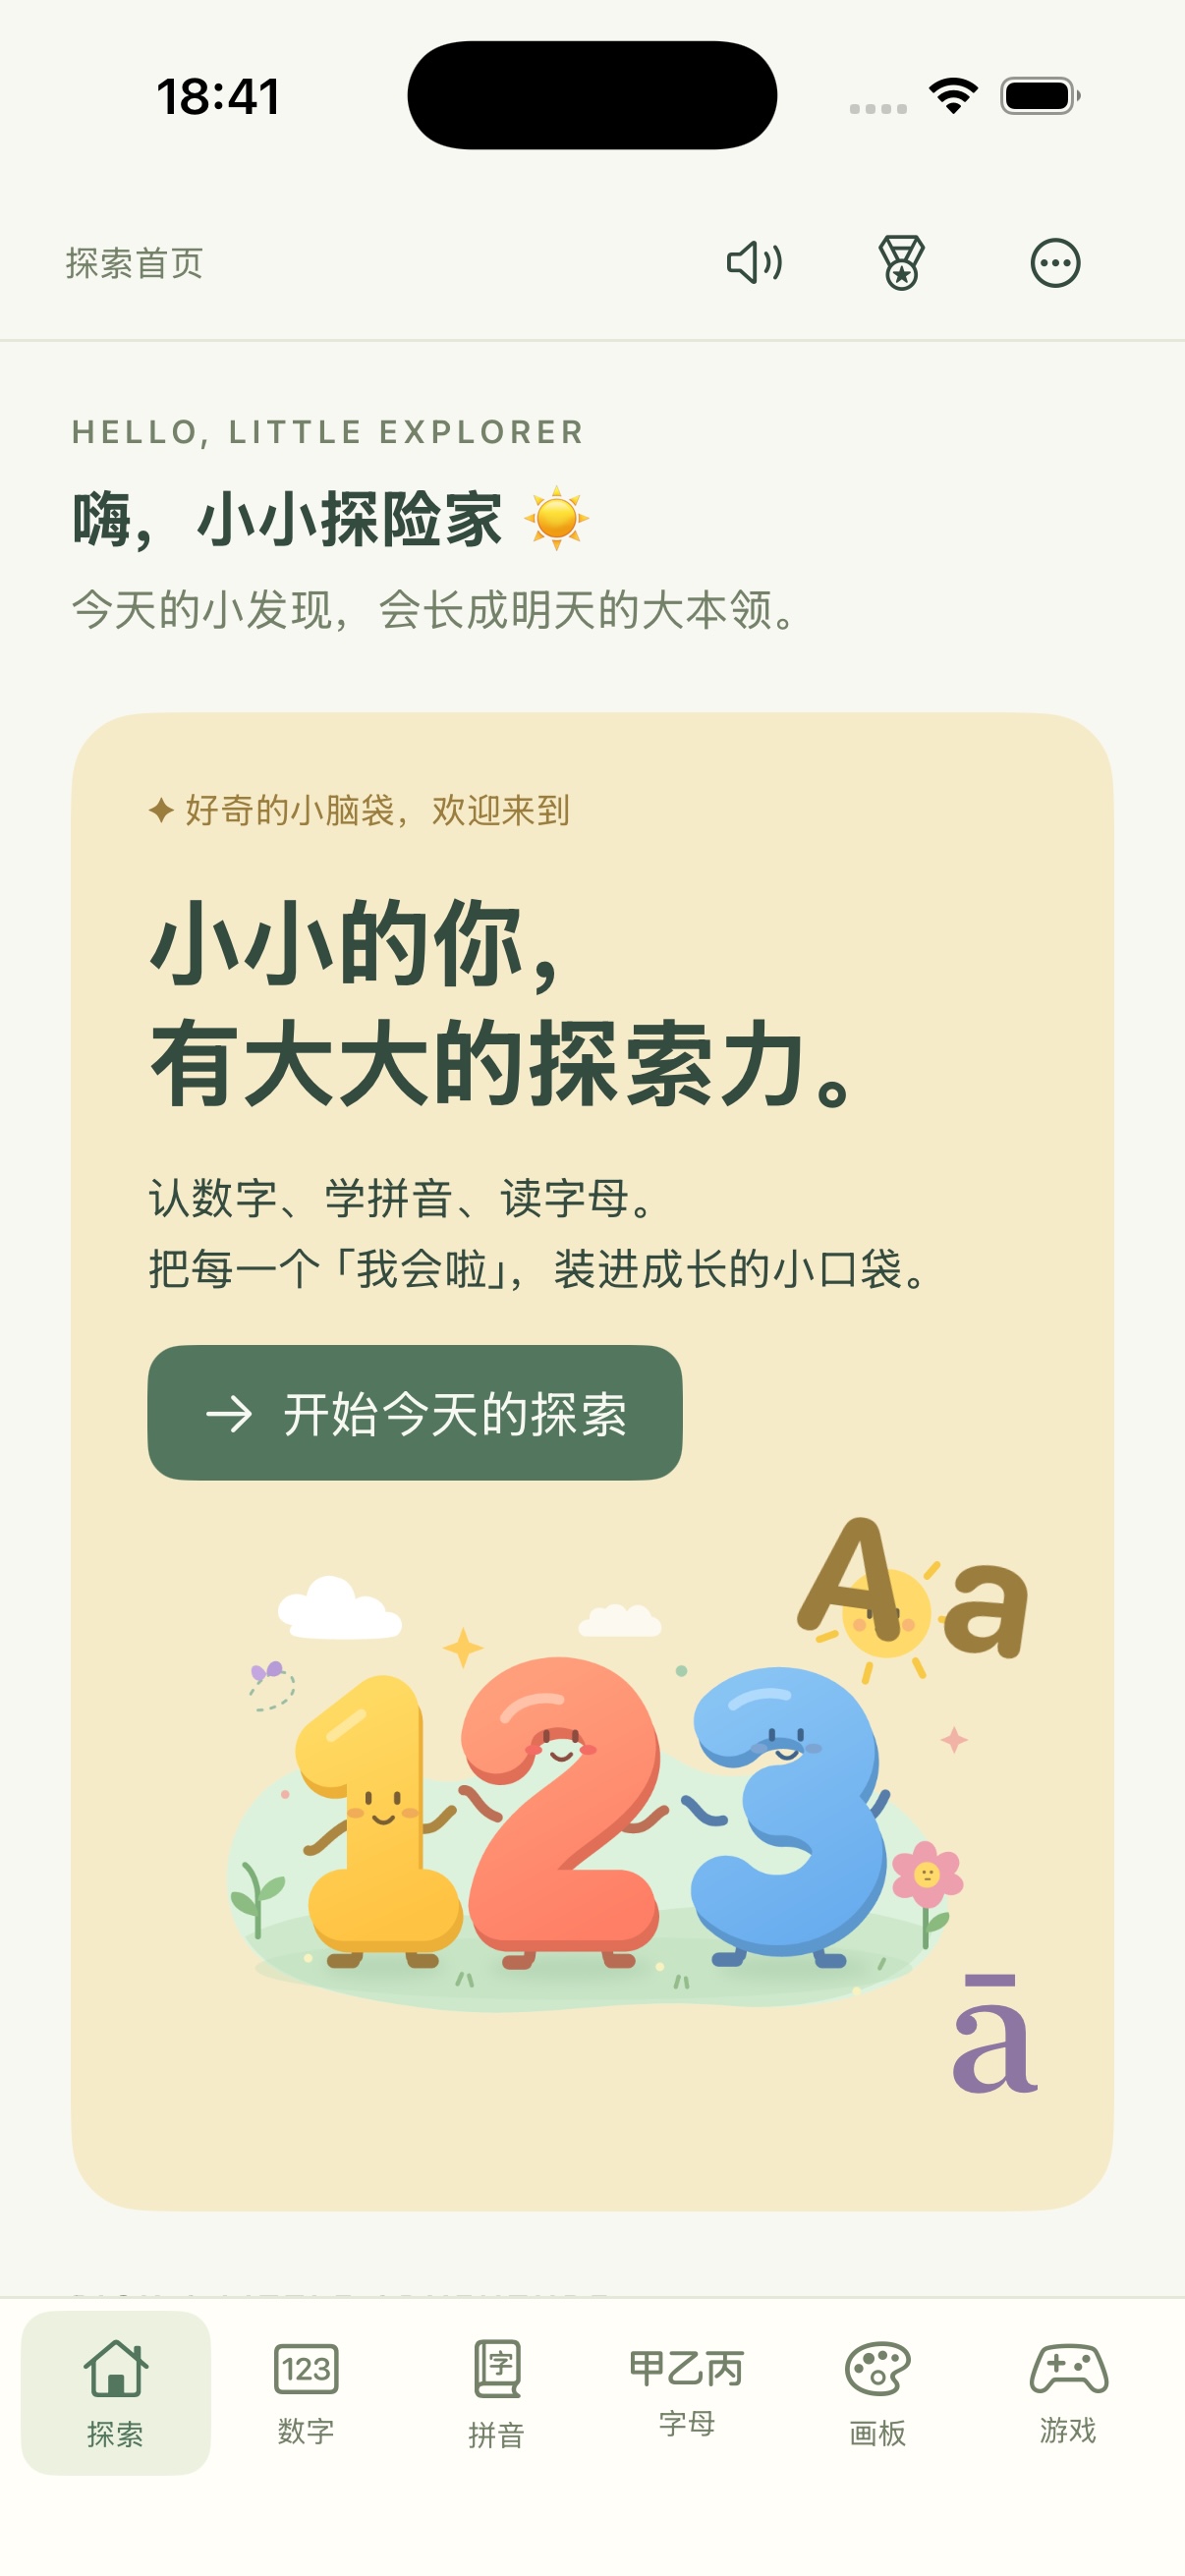 18:41
探索首页
HELLO, LITTLE EXPLORER
嗨，小小探险家
今天的小发现，会长成明天的大本领。
好奇的小脑袋，欢迎来到
小小的你，
有大大的探索力。
认数字、学拼音、读字母。
把每一个「我会啦」，装进成长的小口袋。
开始今天的探索
Aa
123
ā
探索
123
数字
字
拼音
甲乙丙
字母
画板
游戏